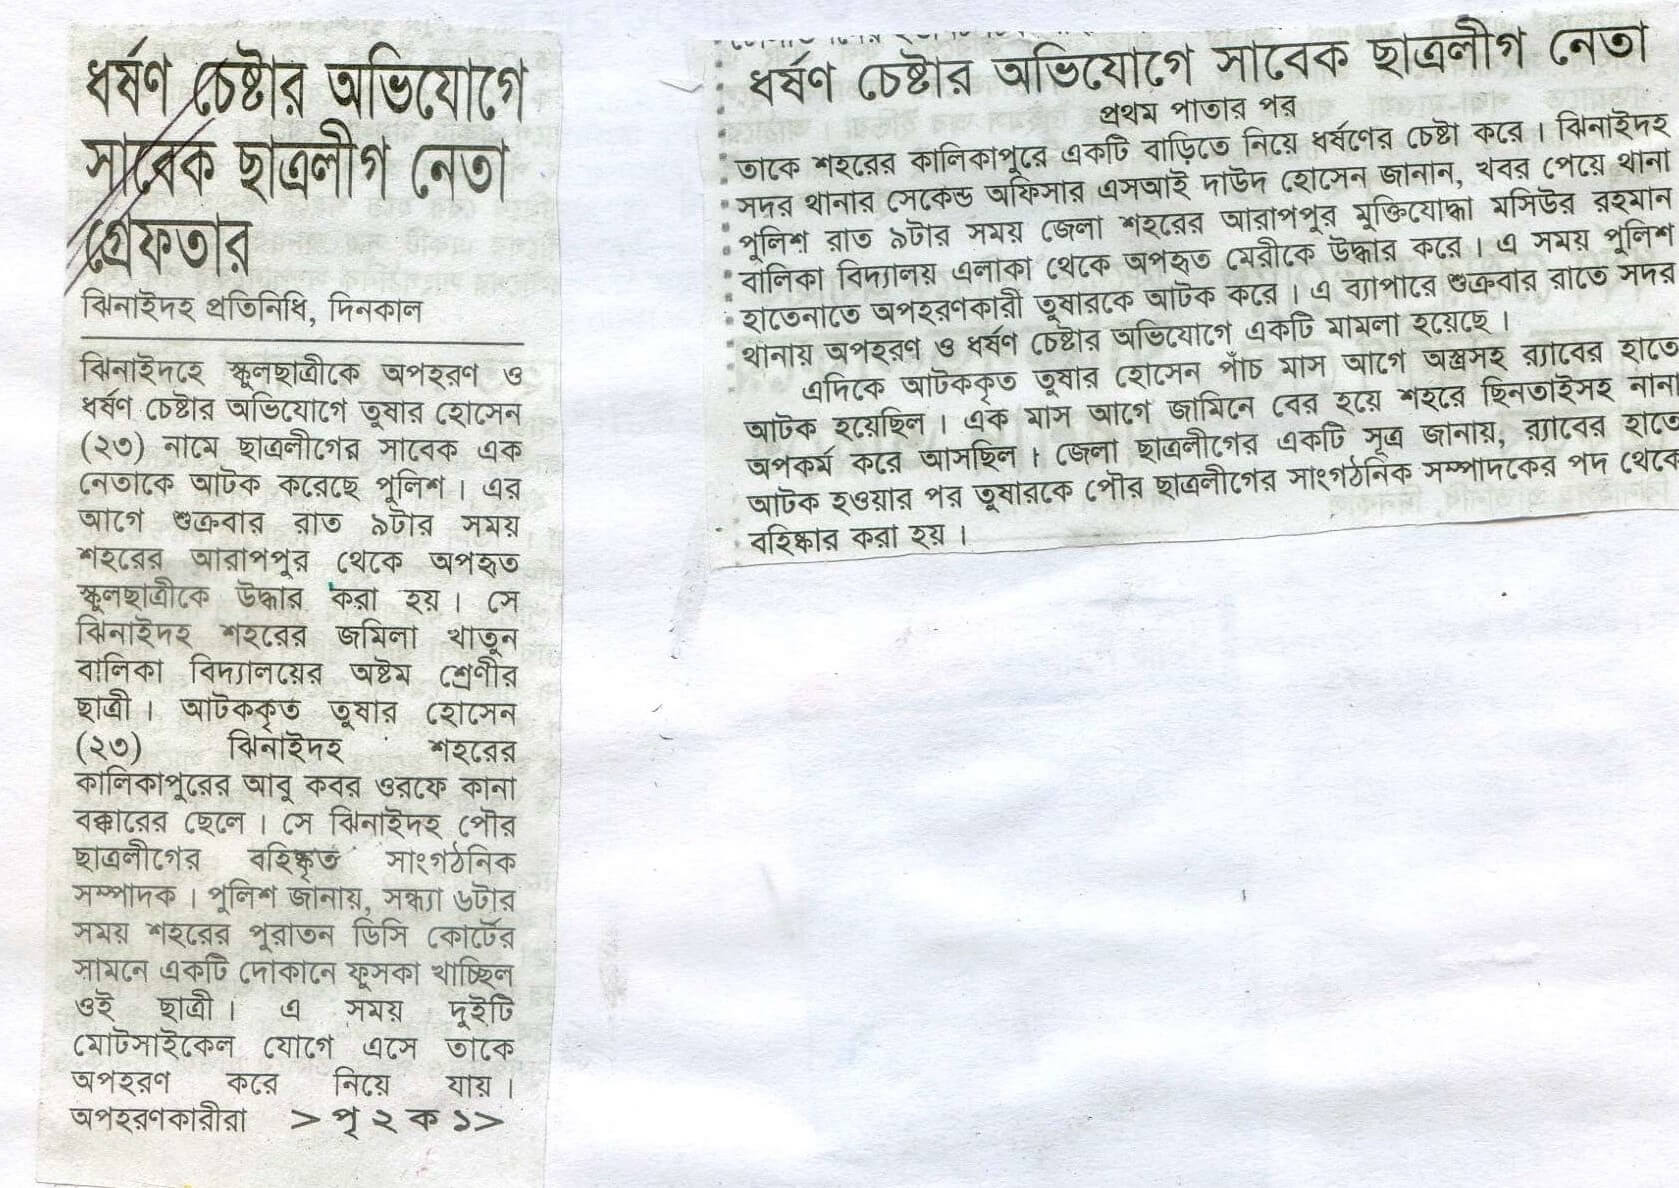 ধর্ষণ চেষ্টার অভিযোগে
সাবেক ছাত্রলীগ নেতা
গ্রেফতার
ঝিনাইদহ প্রতিনিধি, দিনকাল
ঝিনাইদহে স্কুলছাত্রীকে অপহরণ ও
ধর্ষণ চেষ্টার অভিযোগে তুষার হোসেন
(২৩) নামে ছাত্রলীগের সাবেক এক
নেতাকে আটক করেছে পুলিশ। এর
আগে শুক্রবার রাত ৯টার সময়
শহরের আরাপপুর থেকে অপহৃত
স্কুলছাত্রীকে উদ্ধার করা হয়। সে
ঝিনাইদহ শহরের জমিলা খাতুন
বালিকা বিদ্যালয়ের অষ্টম শ্রেণীর
ছাত্রী। আটককৃত তুষার হোসেন
(২৩) ঝিনাইদহ শহরের
কালিকাপুরের আবু কবর ওরফে কানা
বক্কারের ছেলে। সে ঝিনাইদহ পৌর
ছাত্রলীগের বহিষ্কৃত সাংগঠনিক
সম্পাদক। পুলিশ জানায়, সন্ধ্যা ৬টার
সময় শহরের পুরাতন ডিসি কোর্টের
সামনে একটি দোকানে ফুসকা খাচ্ছিল
ওই ছাত্রী। এ সময় দুইটি
মোটসাইকেল যোগে এসে তাকে
অপহরণ করে নিয়ে যায়।
অপহরণকারীরা >পৃ ২ ক ১>
ধর্ষণ চেষ্টার অভিযোগে সাবেক ছাত্রলীগ নেতা
প্রথম পাতার পর
তাকে শহরের কালিকাপুরে একটি বাড়িতে নিয়ে ধর্ষণের চেষ্টা করে। ঝিনাইদহ
সদর থানার সেকেন্ড অফিসার এসআই দাউদ হোসেন জানান, খবর পেয়ে থানা
পুলিশ রাত ৯টার সময় জেলা শহরের আরাপপুর মুক্তিযোদ্ধা মসিউর রহমান
বালিকা বিদ্যালয় এলাকা থেকে অপহৃত মেরীকে উদ্ধার করে। এ সময় পুলিশ
হাতেনাতে অপহরণকারী তুষারকে আটক করে। এ ব্যাপারে শুক্রবার রাতে সদর
থানায় অপহরণ ও ধর্ষণ চেষ্টার অভিযোগে একটি মামলা হয়েছে।
এদিকে আটককৃত তুষার হোসেন পাঁচ মাস আগে অস্ত্রসহ র‍্যাবের হাতে
আটক হয়েছিল। এক মাস আগে জামিনে বের হয়ে শহরে ছিনতাইসহ নানা
অপকর্ম করে আসছিল। জেলা ছাত্রলীগের একটি সূত্র জানায়, র‍্যাবের হাতে
আটক হওয়ার পর তুষারকে পৌর ছাত্রলীগের সাংগঠনিক সম্পাদকের পদ থেকে
বহিষ্কার করা হয়।